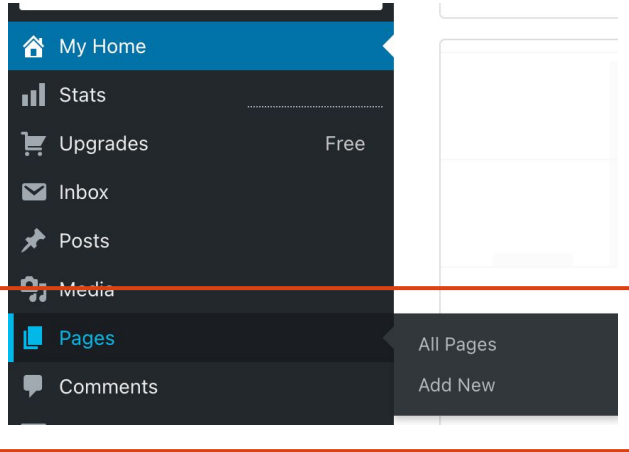 My Home
Stats
Upgrades Free
Inbox
Posts
Media
Pages
All Pages
Comments
Add New